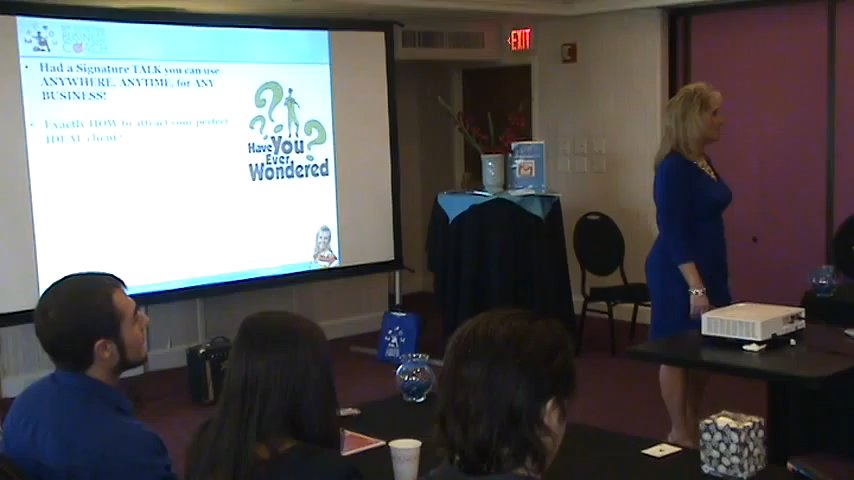 COACH
• Had a Signature TALK you can use
ANYWHERE, ANYTIME, for ANY
BUSINESS!
• Exactly HOW to attract your perfect
IDEAL client?
Have You
Ever
Wondered
EXIT